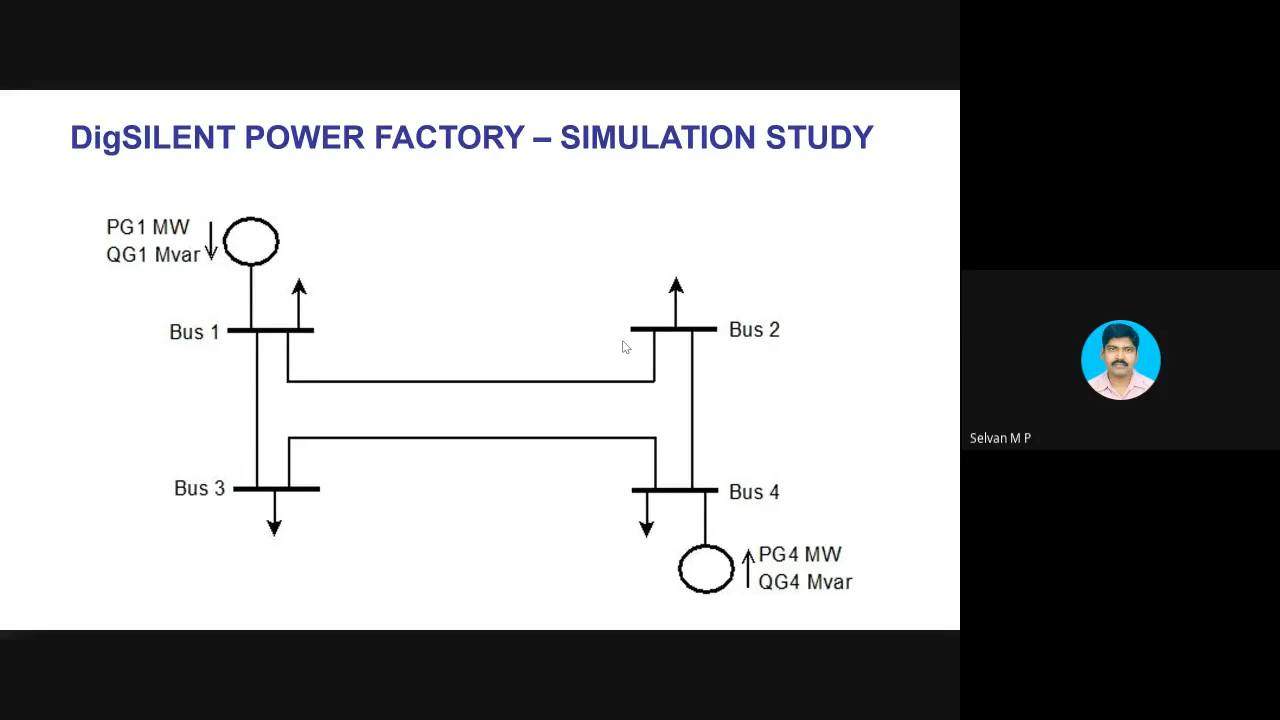 DigSILENT POWER FACTORY – SIMULATION STUDY
PG1 MW
QG1 Mvar
Bus 1
Bus 2
Bus 3
Bus 4
PG4 MW
QG4 Mvar
Selvan M P